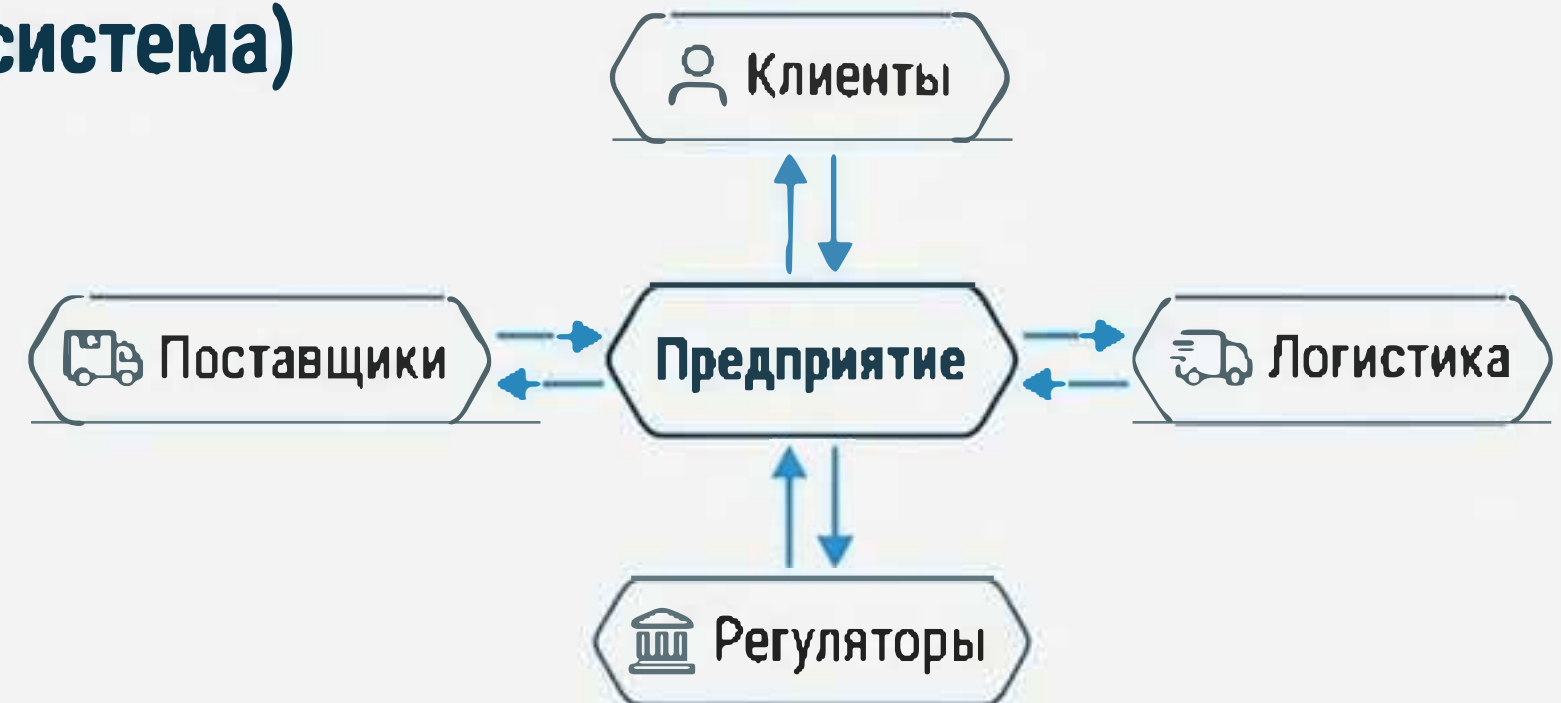 система)
Клиенты
Поставщики
Предприятие
Логистика
Регуляторы